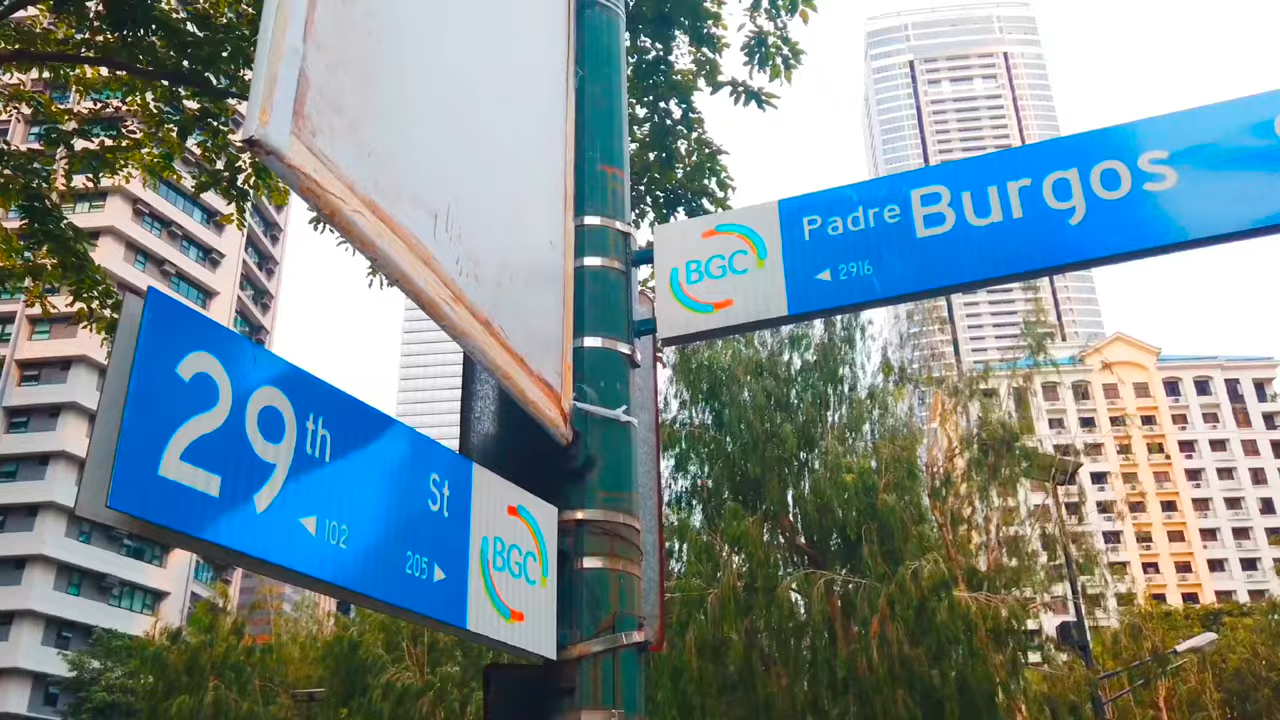 BGC Padre Burgos
◄ 2916
29th St
◄ 102 205 ►
BGC